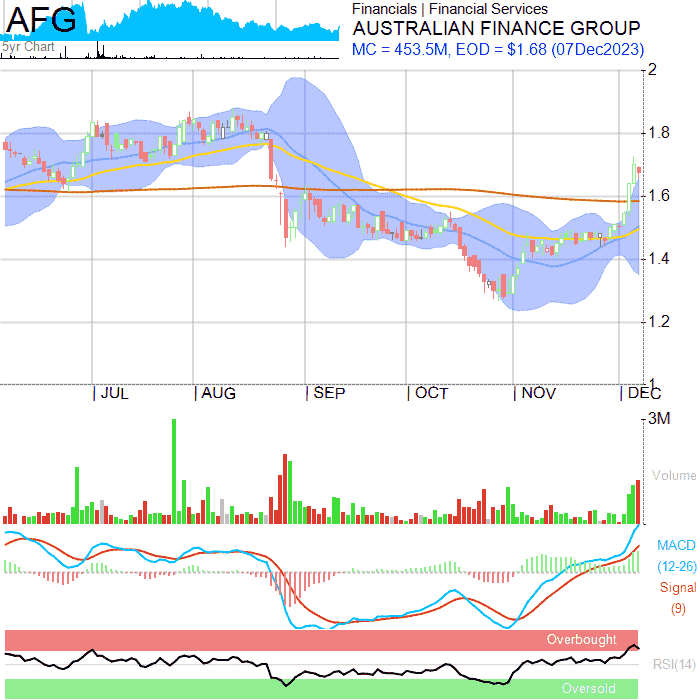 AFG
5yr Chart
Financials | Financial Services
AUSTRALIAN FINANCE GROUP
MC = 453.5M, EOD = $1.68 (07Dec2023)
2
1.8
1.6
1.4
1.2
1
JUL AUG SEP OCT NOV DEC
3M
Volume
MACD
(12-26)
Signal
(9)
Overbought
RSI(14)
Oversold